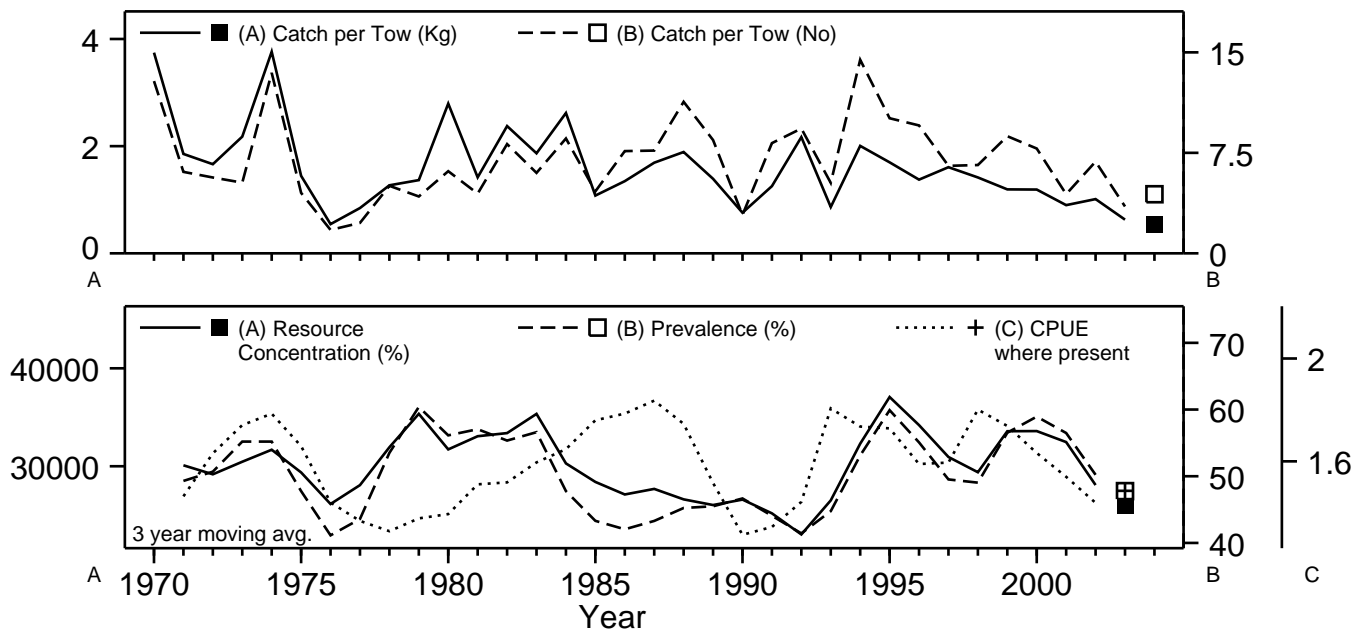 4
2
0
A
(A) Catch per Tow (Kg)
(B) Catch per Tow (No)
15
7.5
0
B
(A) Resource
Concentration (%)
(B) Prevalence (%)
(C) CPUE
where present
40000
30000
3 year moving avg.
70
60
50
40
2
1.6
A
1970
1975
1980
1985
1990
1995
2000
B
C
Year